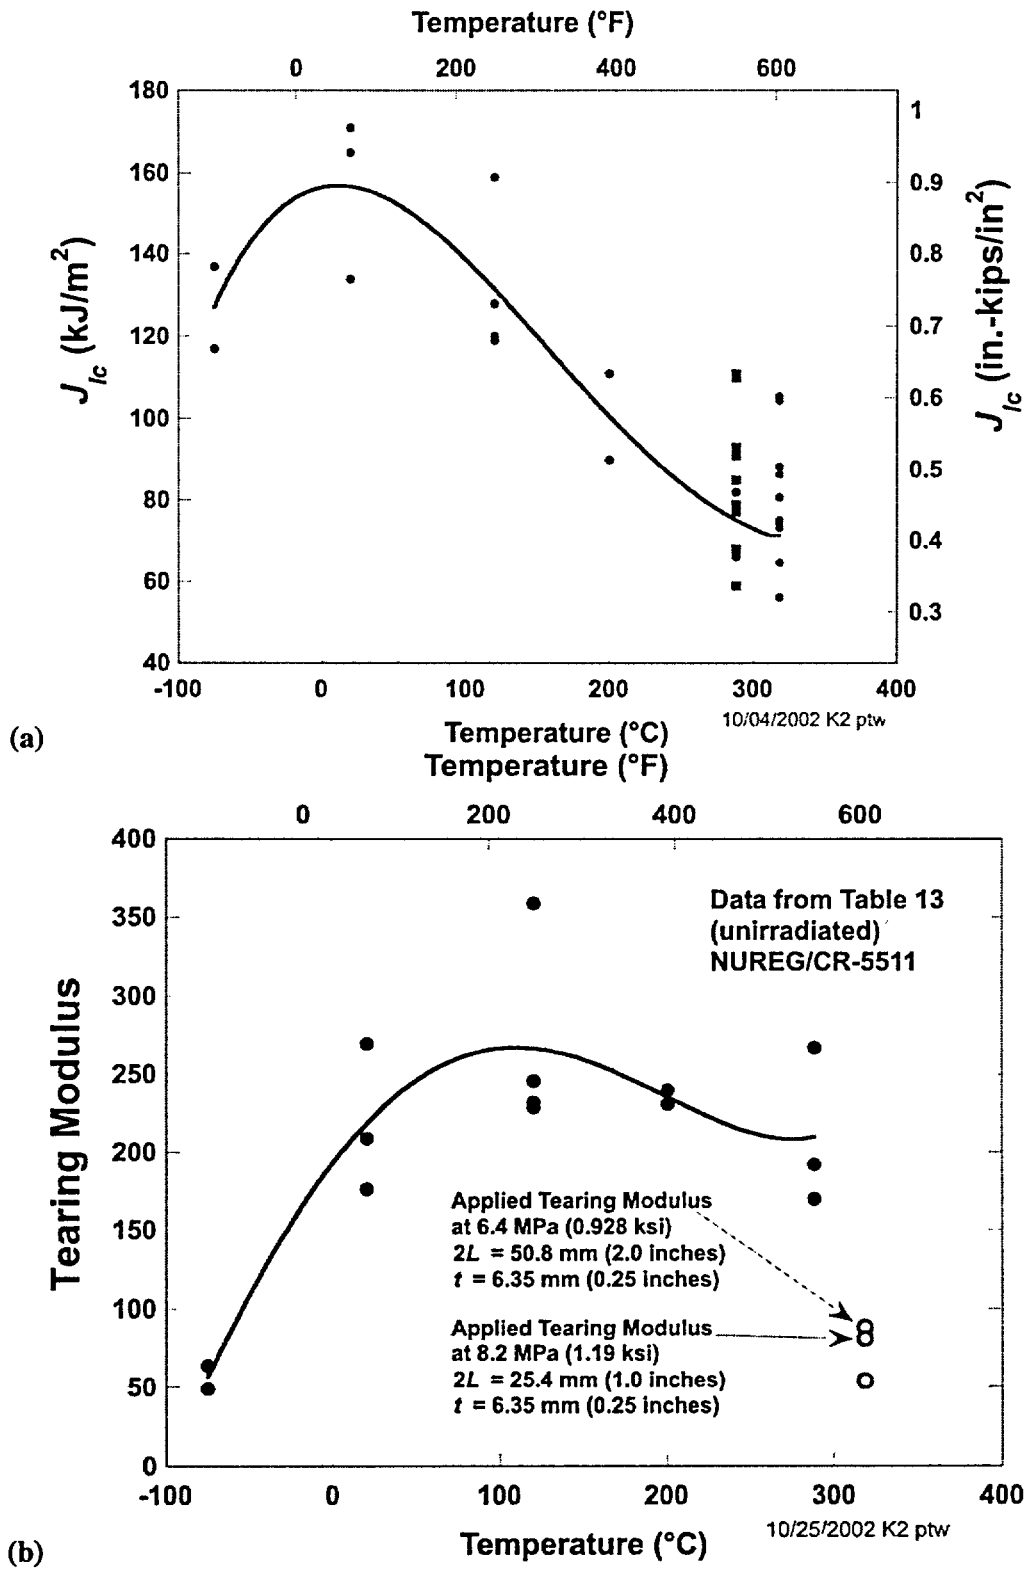 Temperature (°F)
0 200 400 600
180
160
140
120
100
80
60
40
J_Ic (kJ/m²)
1
0.9
0.8
0.7
0.6
0.5
0.4
0.3
J_Ic (in.-kips/in²)
-100 0 100 200 300 400
10/04/2002 K2 ptw
(a)
Temperature (°C)
Temperature (°F)
0 200 400 600
400
350
300
250
200
150
100
50
0
Tearing Modulus
Data from Table 13
(unirradiated)
NUREG/CR-5511
Applied Tearing Modulus
at 6.4 MPa (0.928 ksi)
2L = 50.8 mm (2.0 inches)
t = 6.35 mm (0.25 inches)
Applied Tearing Modulus
at 8.2 MPa (1.19 ksi)
2L = 25.4 mm (1.0 inches)
t = 6.35 mm (0.25 inches)
-100 0 100 200 300 400
10/25/2002 K2 ptw
(b)
Temperature (°C)